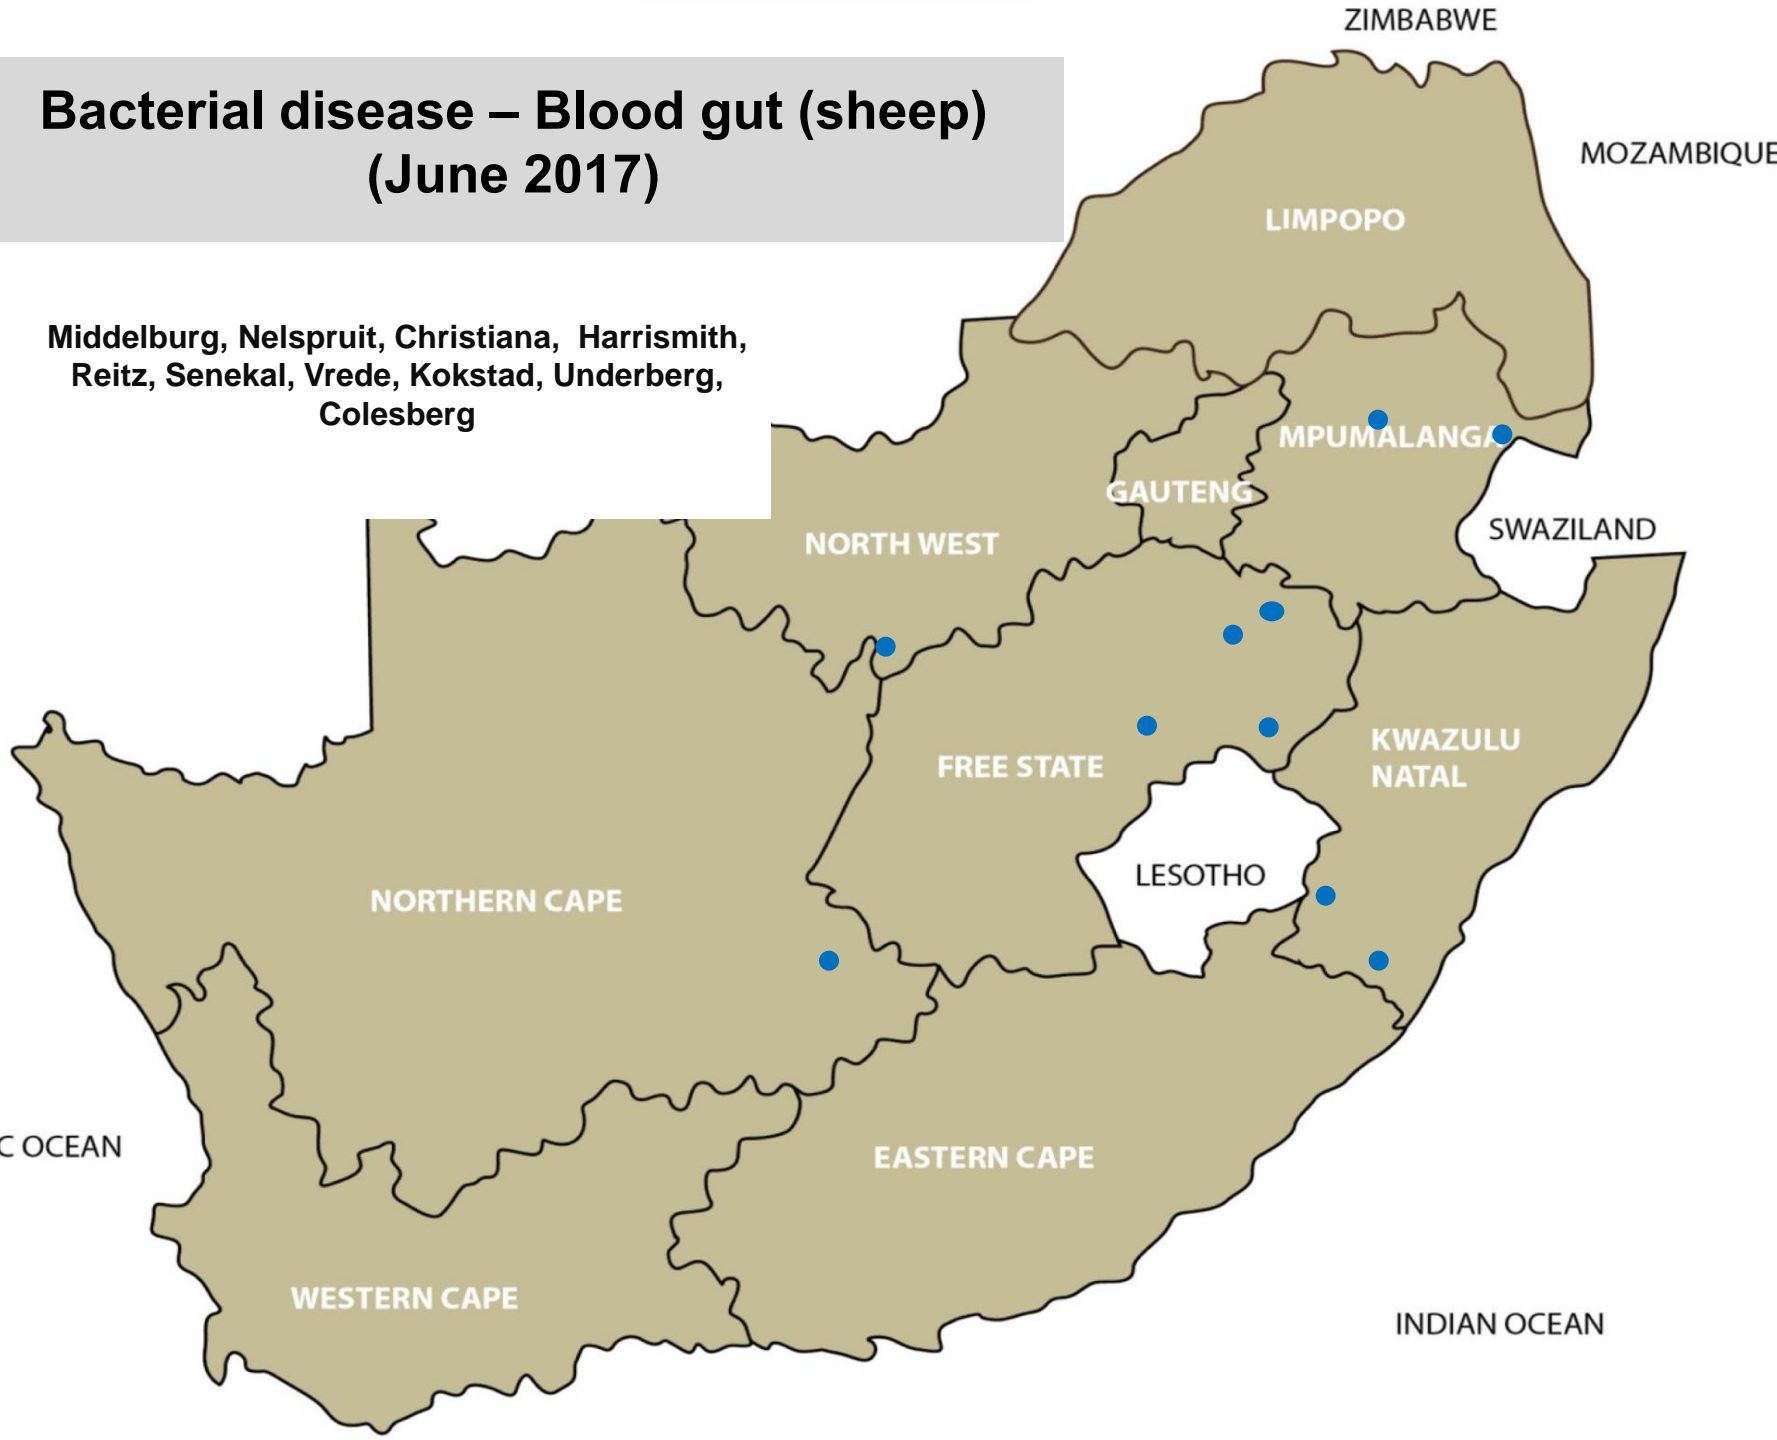 ZIMBABWE
Bacterial disease – Blood gut (sheep)
(June 2017)
MOZAMBIQUE
LIMPOPO
Middelburg, Nelspruit, Christiana, Harrismith,
Reitz, Senekal, Vrede, Kokstad, Underberg,
Colesberg
MPUMALANGA
GAUTENG
NORTH WEST
SWAZILAND
KWAZULU
NATAL
FREE STATE
LESOTHO
NORTHERN CAPE
C OCEAN
EASTERN CAPE
WESTERN CAPE
INDIAN OCEAN